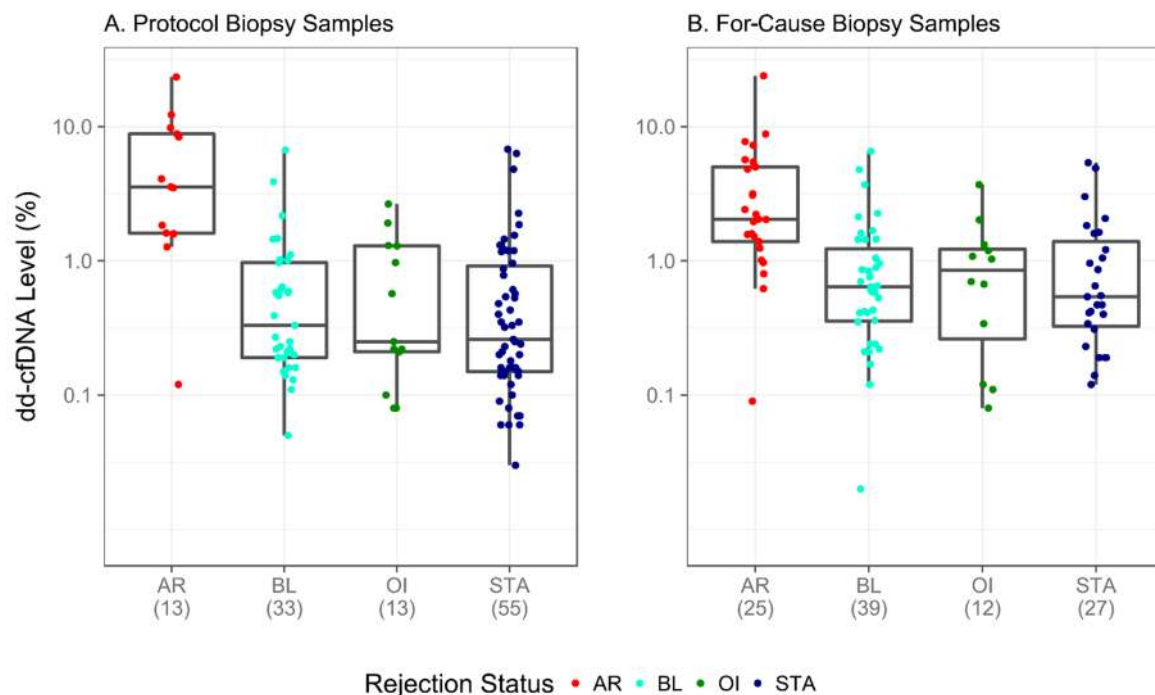 A. Protocol Biopsy Samples
B. For-Cause Biopsy Samples
dd-cfDNA Level (%)
10.0
1.0
0.1
10.0
1.0
0.1
AR BL OI STA
(13) (33) (13) (55)
AR BL OI STA
(25) (39) (12) (27)
Rejection Status AR BL OI STA